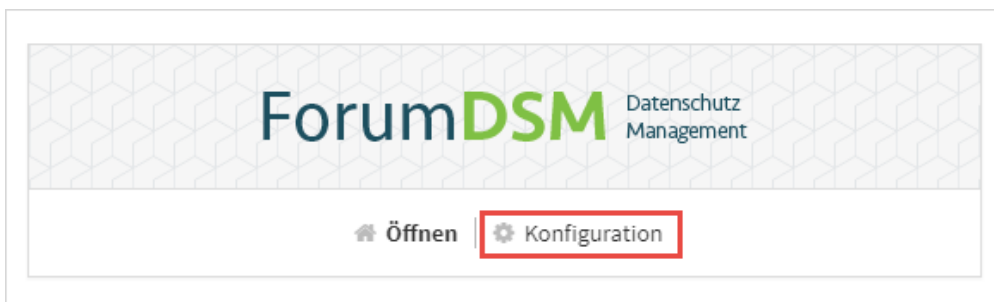 ForumDSM
Datenschutz
Management
Öffnen
Konfiguration